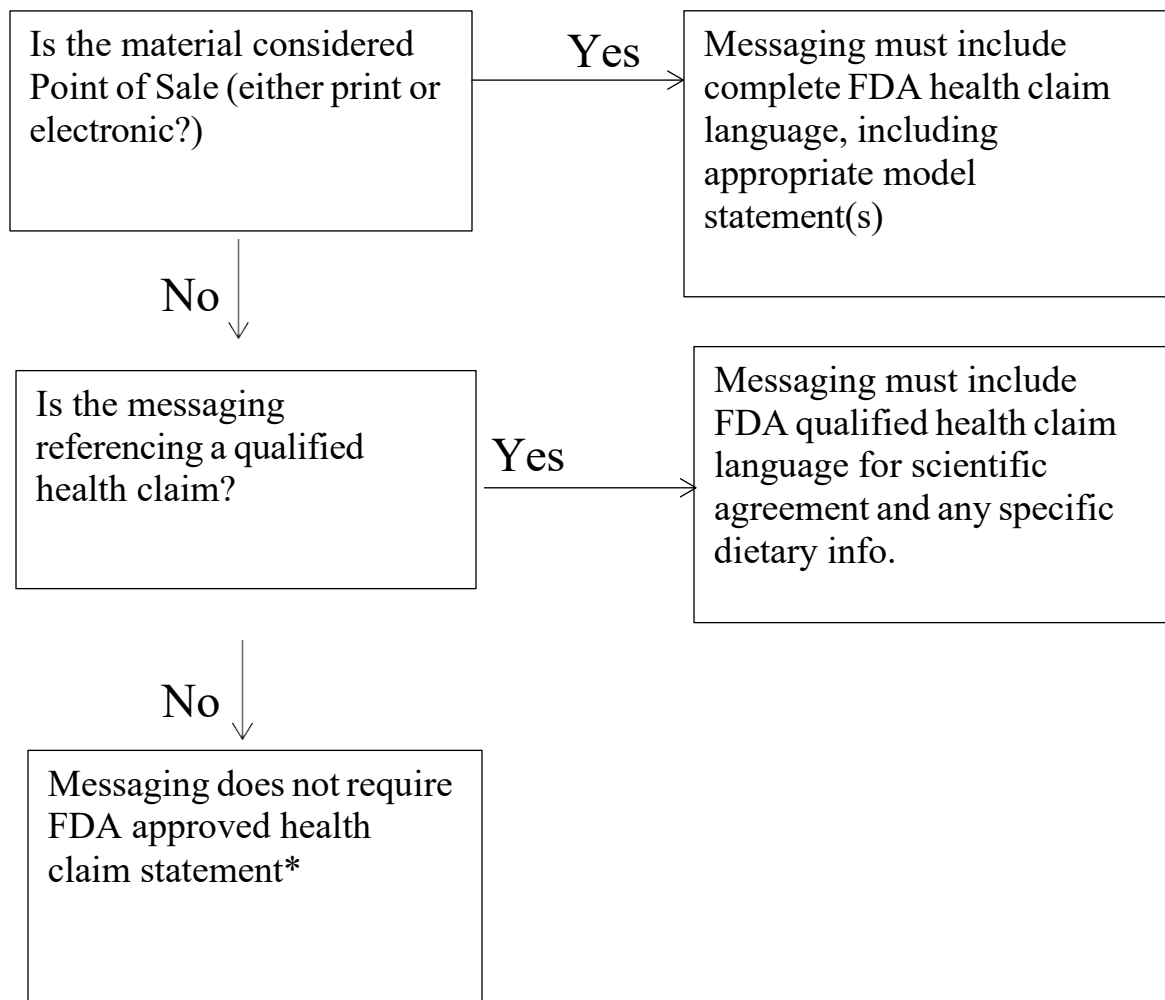 Is the material considered
Point of Sale (either print or
electronic?)
Yes
Messaging must include
complete FDA health claim
language, including
appropriate model
statement(s)
No
Is the messaging
referencing a qualified
health claim?
Yes
Messaging must include
FDA qualified health claim
language for scientific
agreement and any specific
dietary info.
No
Messaging does not require
FDA approved health
claim statement*